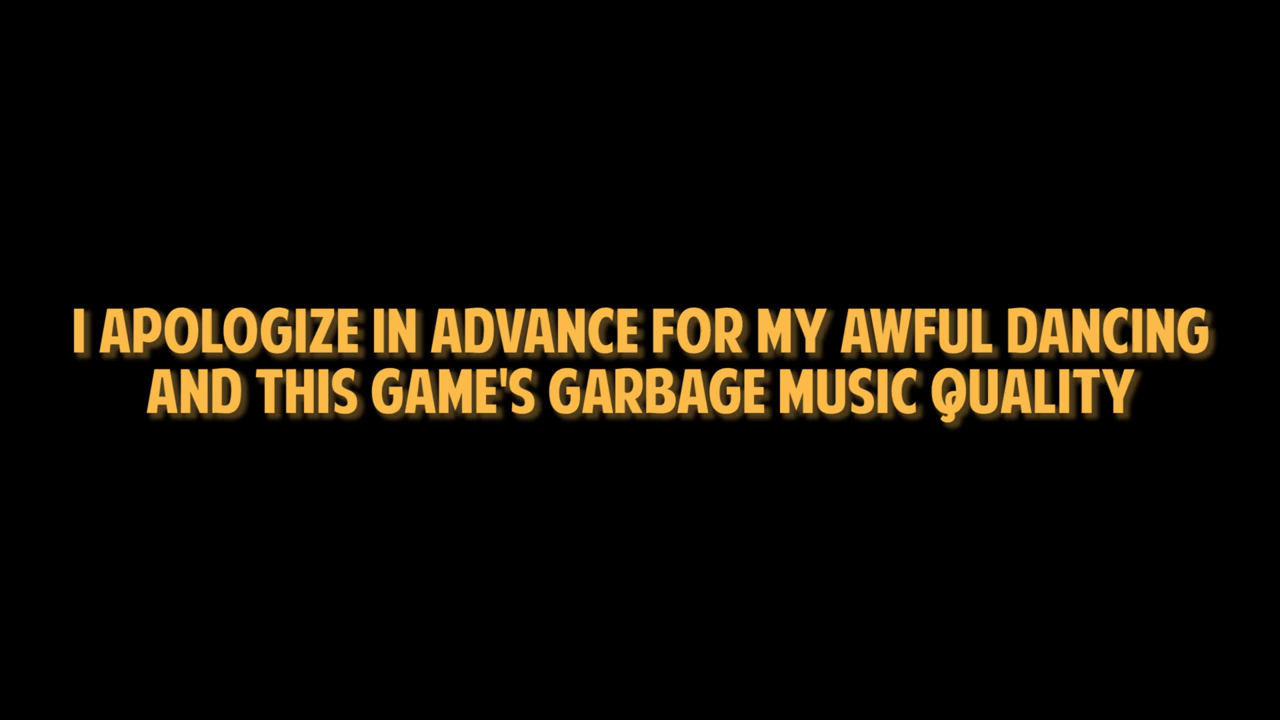 I APOLOGIZE IN ADVANCE FOR MY AWFUL DANCING
AND THIS GAME'S GARBAGE MUSIC QUALITY